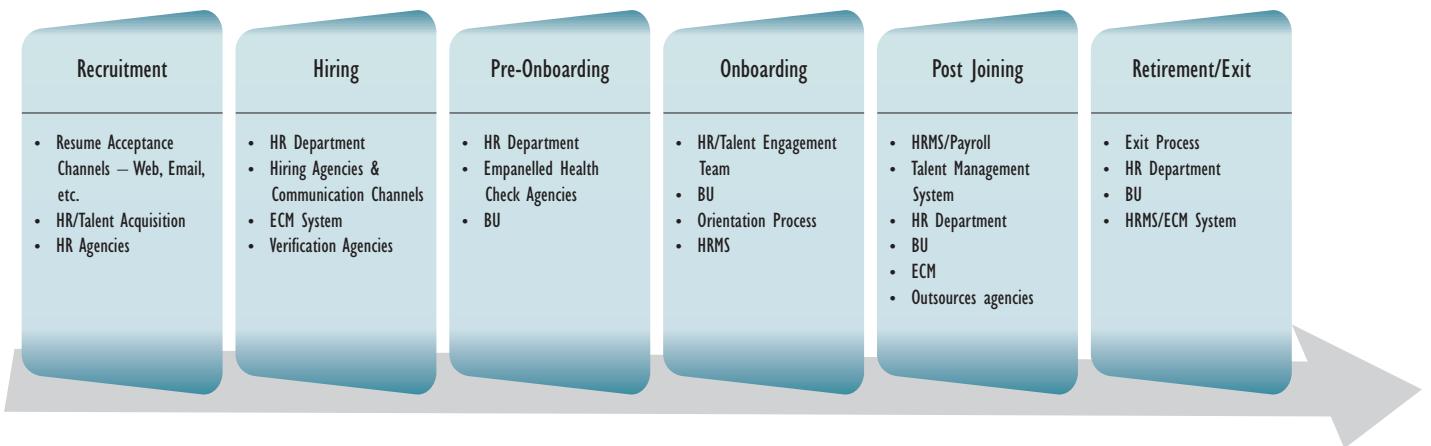 Recruitment
• Resume Acceptance
Channels – Web, Email,
etc.
• HR/Talent Acquisition
• HR Agencies
Hiring
• HR Department
• Hiring Agencies &
Communication Channels
• ECM System
• Verification Agencies
Pre-Onboarding
• HR Department
• Empanelled Health
Check Agencies
• BU
Onboarding
• HR/Talent Engagement
Team
• BU
• Orientation Process
• HRMS
Post Joining
• HRMS/Payroll
• Talent Management
System
• HR Department
• BU
• ECM
• Outsources agencies
Retirement/Exit
• Exit Process
• HR Department
• BU
• HRMS/ECM System